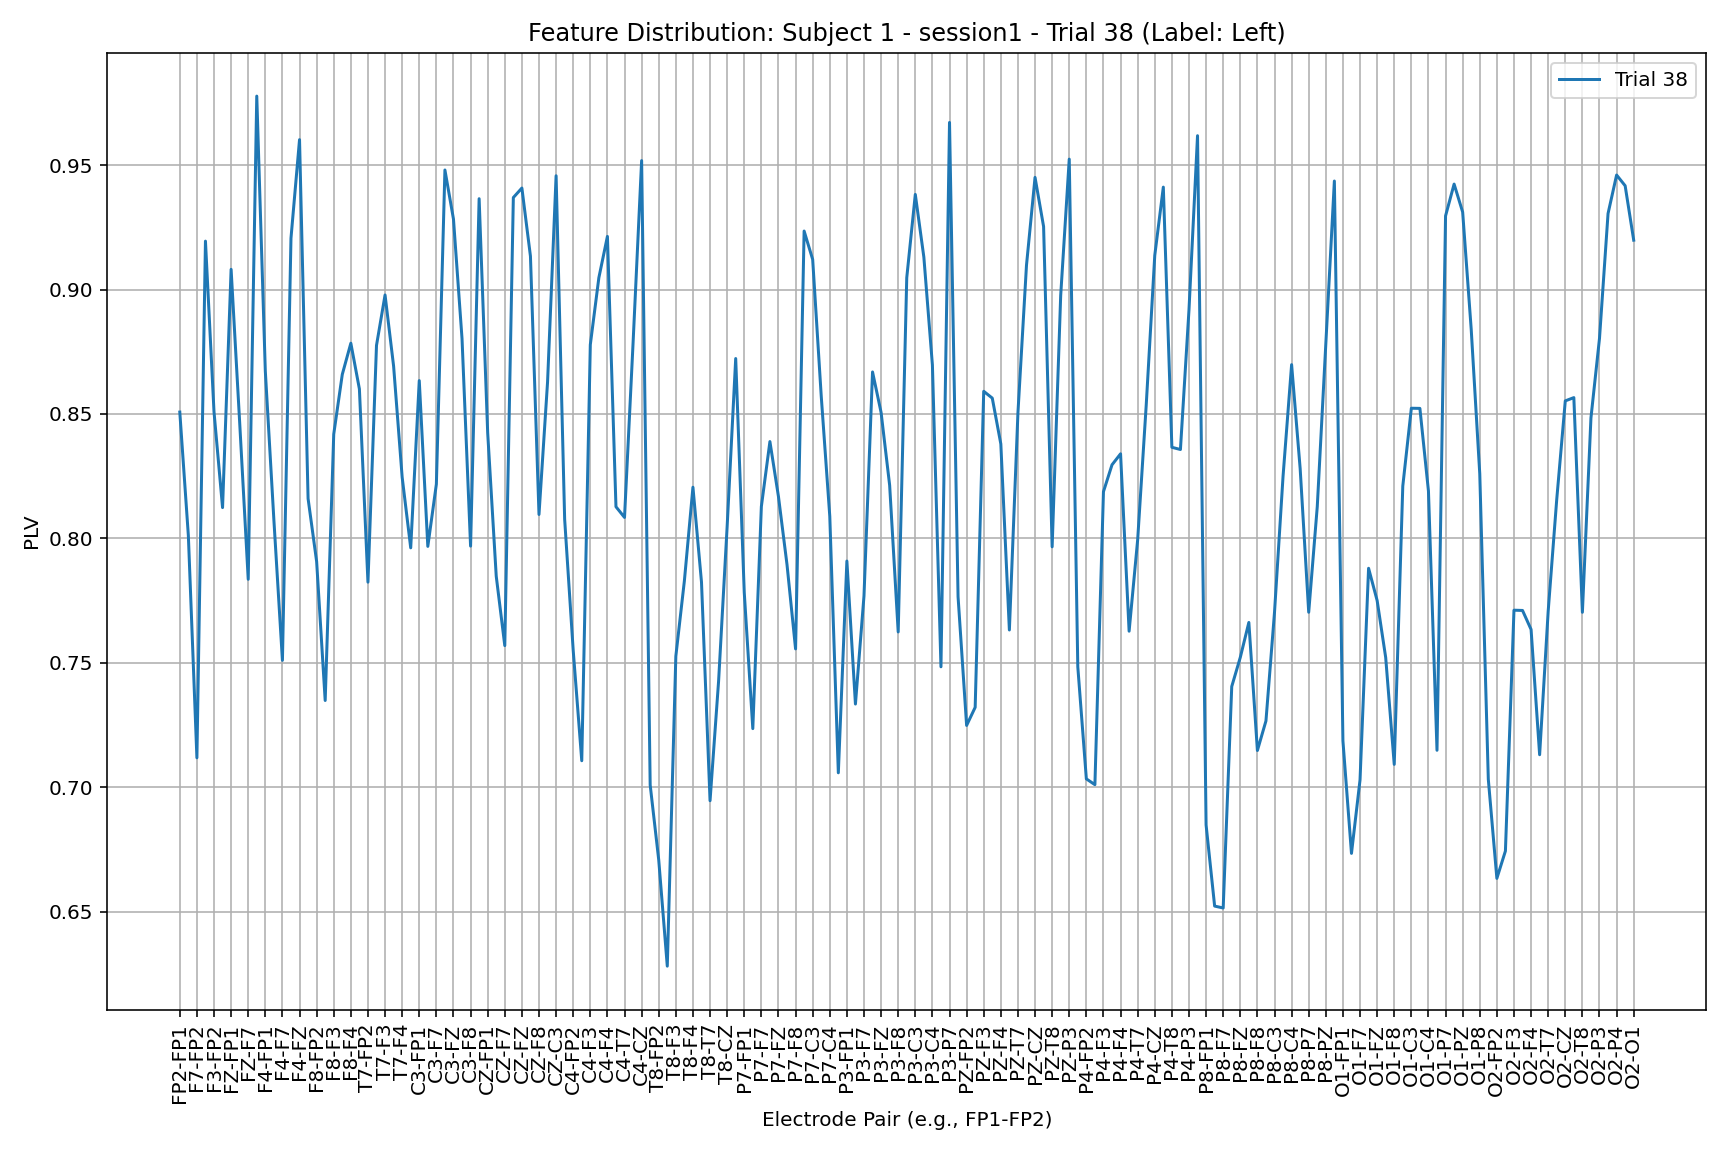 Feature Distribution: Subject 1 - session1 - Trial 38 (Label: Left)
Trial 38
PLV
0.95
0.90
0.85
0.80
0.75
0.70
0.65
FP2-FP1
F7-FP2
F3-FP2
FZ-FP1
FZ-F7
F4-FP1
F4-F7
F4-FZ
F8-FP2
F8-F3
F8-F4
T7-FP2
T7-F3
T7-F4
C3-FP1
C3-F7
C3-FZ
C3-F8
CZ-FP1
CZ-F7
CZ-FZ
CZ-F8
CZ-C3
C4-FP2
C4-F3
C4-F4
C4-T7
C4-CZ
T8-FP2
T8-F3
T8-F4
T8-T7
T8-CZ
P7-FP1
P7-F7
P7-FZ
P7-F8
P7-C3
P7-C4
P3-FP1
P3-F7
P3-FZ
P3-F8
P3-C3
P3-C4
P3-P7
PZ-FP2
PZ-F3
PZ-F4
PZ-T7
PZ-CZ
PZ-T8
PZ-P3
P4-FP2
P4-F3
P4-F4
P4-T7
P4-CZ
P4-T8
P4-P3
P8-FP1
P8-F7
P8-FZ
P8-F8
P8-C3
P8-C4
P8-P7
P8-PZ
O1-FP1
O1-F7
O1-FZ
O1-F8
O1-C3
O1-C4
O1-P7
O1-PZ
O1-P8
O2-FP2
O2-F3
O2-F4
O2-T7
O2-CZ
O2-T8
O2-P3
O2-P4
O2-O1
Electrode Pair (e.g., FP1-FP2)